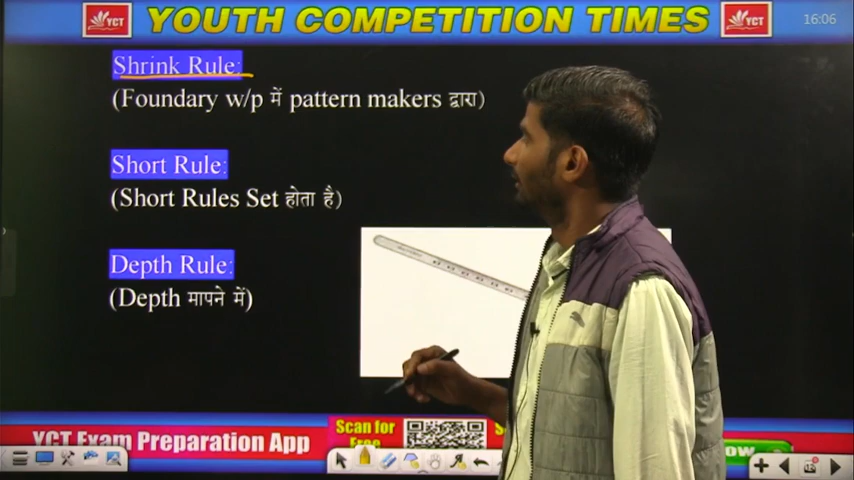 YCT
YOUTH COMPETITION TIMES
YCT
16:06
Shrink Rule:
(Foundary w/p में pattern makers द्वारा)
Short Rule:
(Short Rules Set होता है)
Depth Rule:
(Depth मापने में)
YCT Exam Preparation App
Scan for
Free